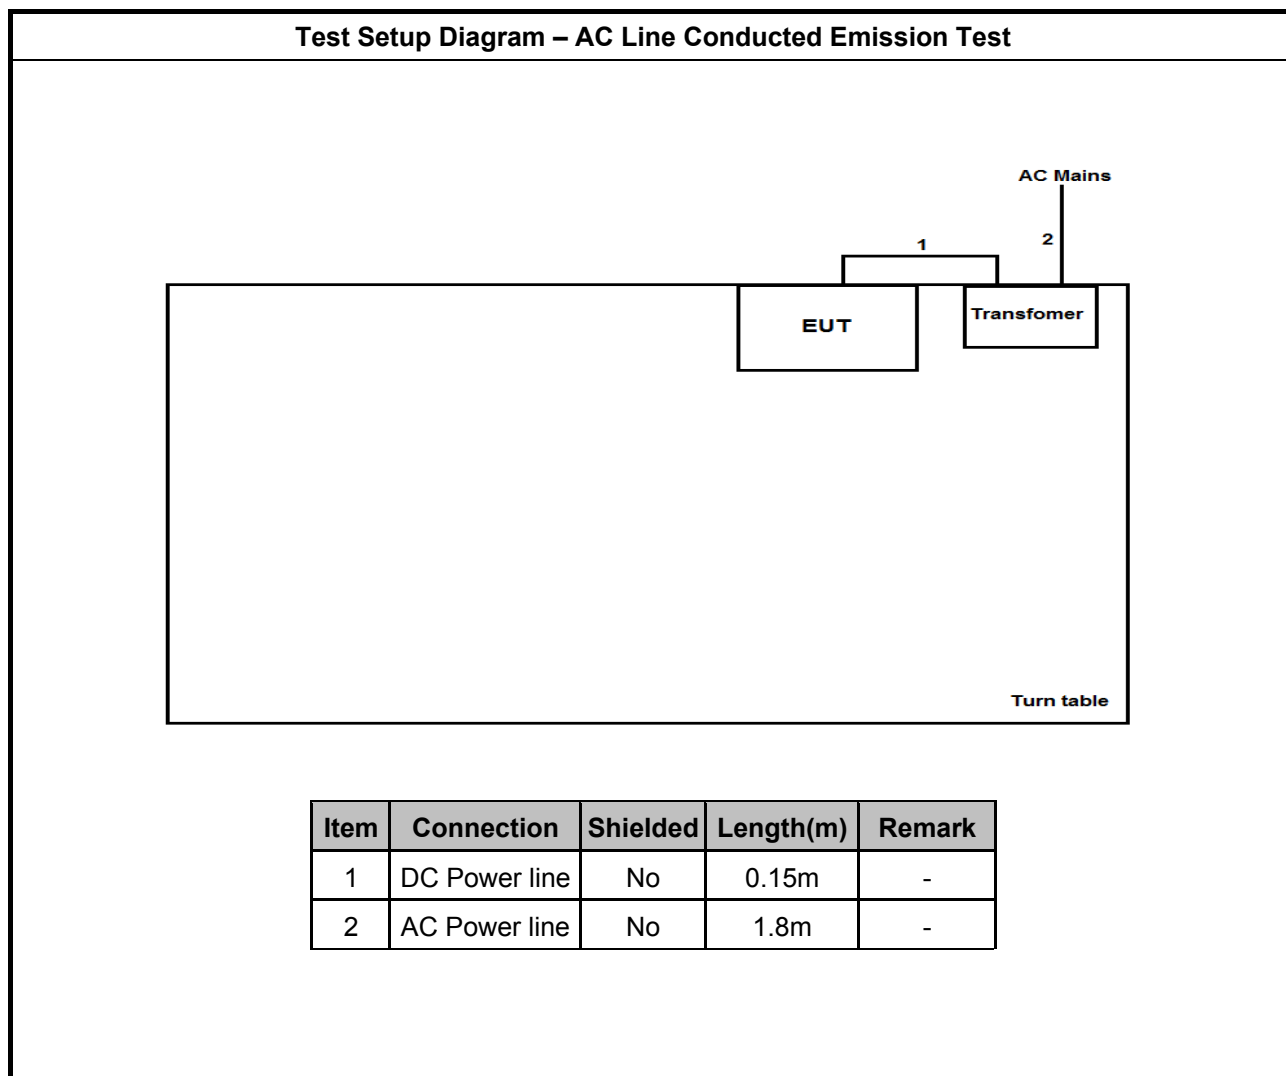 Test Setup Diagram – AC Line Conducted Emission Test
AC Mains
1
2
EUT
Transfomer
Turn table
Item Connection Shielded Length(m) Remark
1 DC Power line No 0.15m -
2 AC Power line No 1.8m -